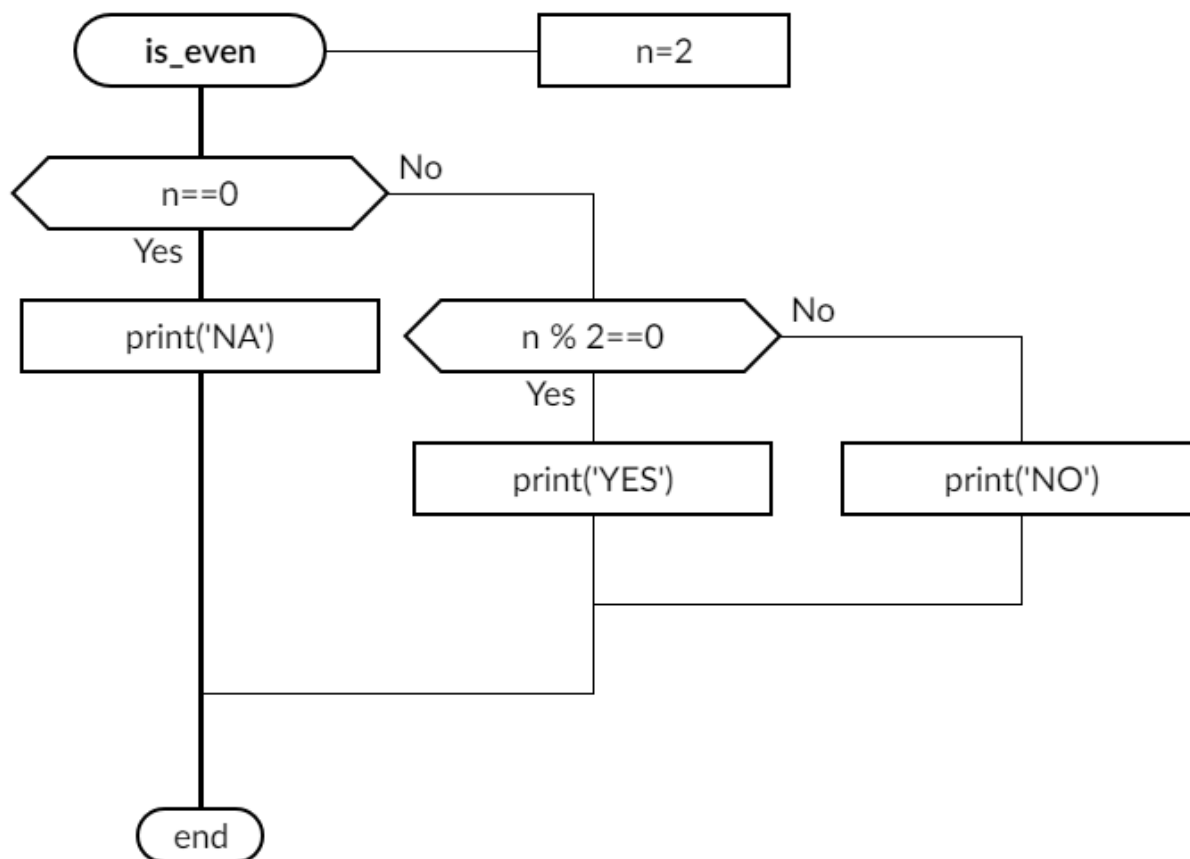 is_even
n=2
n==0
No
Yes
print('NA')
n % 2==0
No
Yes
print('YES')
print('NO')
end